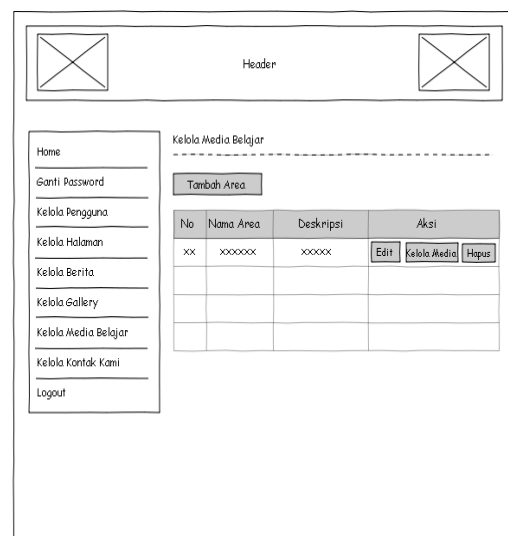 Header
Home
Ganti Password
Kelola Pengguna
Kelola Halaman
Kelola Berita
Kelola Gallery
Kelola Media Belajar
Kelola Kontak Kami
Logout
Kelola Media Belajar
Tambah Area
No Nama Area Deskripsi Aksi
xx xxxxxx xxxxx Edit Kelola Media Hapus